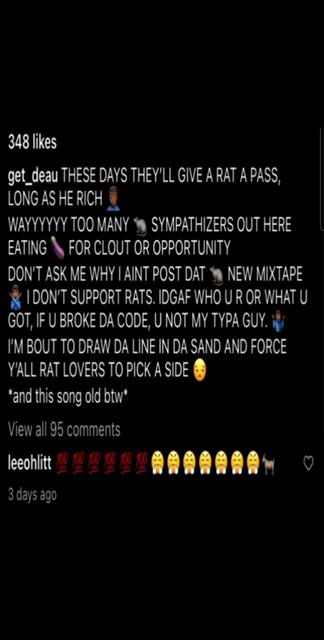 348 likes
get_deau THESE DAYS THEY'LL GIVE A RAT A PASS,
LONG AS HE RICH 🤦🏾‍♂️
WAYYYYYY TOO MANY 🐀 SYMPATHIZERS OUT HERE
EATING 🍆 FOR CLOUT OR OPPORTUNITY
DON'T ASK ME WHY I AINT POST DAT 🐀 NEW MIXTAPE
🙅🏾‍♂️ I DON'T SUPPORT RATS. IDGAF WHO U R OR WHAT U
GOT, IF U BROKE DA CODE, U NOT MY TYPA GUY. 🤷🏾‍♂️
I'M BOUT TO DRAW DA LINE IN DA SAND AND FORCE
Y'ALL RAT LOVERS TO PICK A SIDE 😒
*and this song old btw*
View all 95 comments
leeohlitt 💯💯💯💯💯💯😤😤😤😤😤😤😤🐐
3 days ago